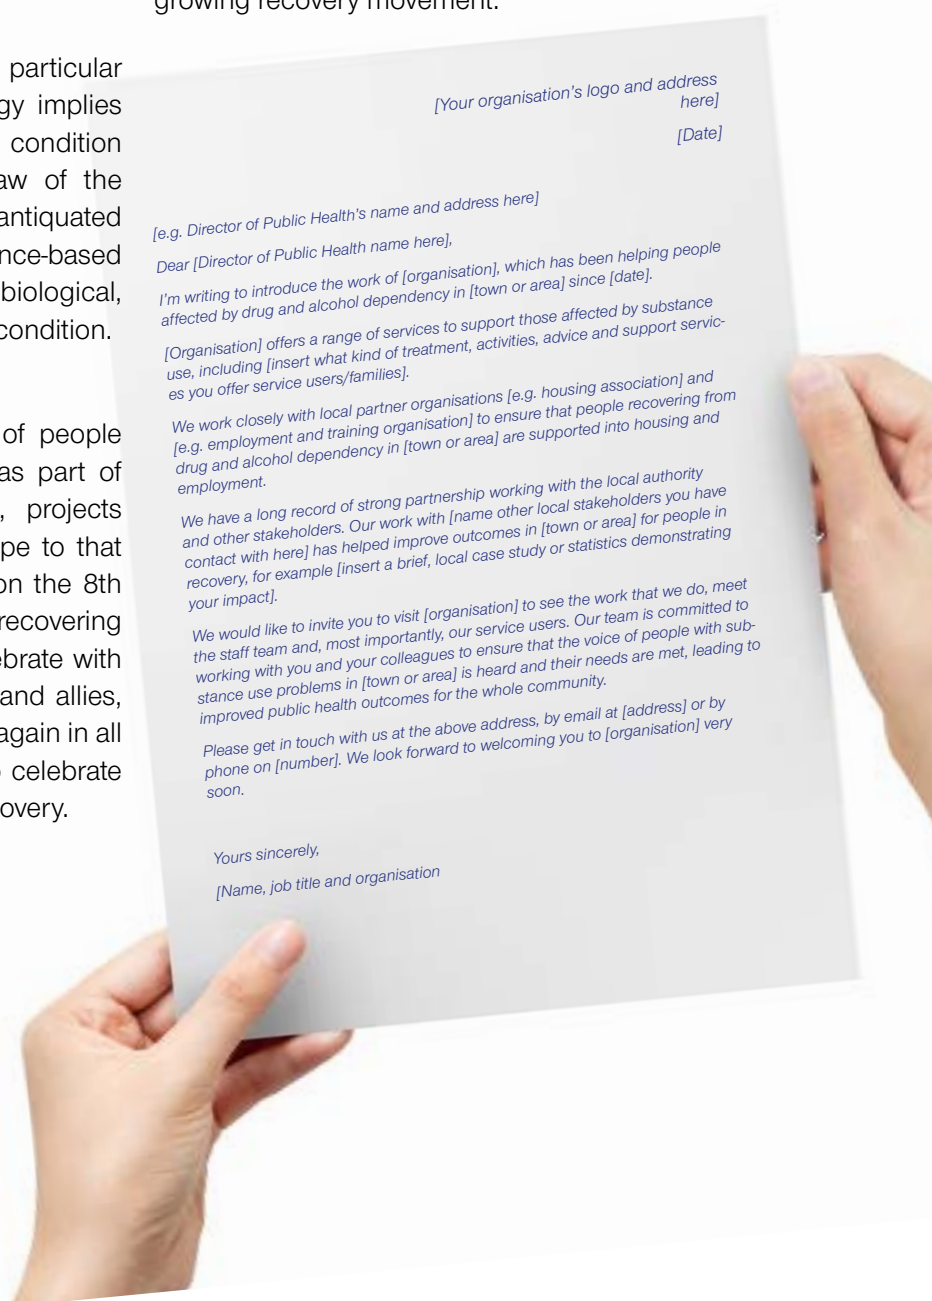 growing recovery movement.
particular
gy implies
condition
aw of the
antiquated
nce-based
biological,
condition.
of people
as part of
, projects
pe to that
on the 8th
recovering
ebrate with
and allies,
again in all
celebrate
overy.
[Your organisation’s logo and address
here]
[Date]
[e.g. Director of Public Health’s name and address here]
Dear [Director of Public Health name here],
I’m writing to introduce the work of [organisation], which has been helping people
affected by drug and alcohol dependency in [town or area] since [date].
[Organisation] offers a range of services to support those affected by substance
use, including [insert what kind of treatment, activities, advice and support servic-
es you offer service users/families].
We work closely with local partner organisations [e.g. housing association] and
[e.g. employment and training organisation] to ensure that people recovering from
drug and alcohol dependency in [town or area] are supported into housing and
employment.
We have a long record of strong partnership working with the local authority
and other stakeholders. Our work with [name other local stakeholders you have
contact with here] has helped improve outcomes in [town or area] for people in
recovery, for example [insert a brief, local case study or statistics demonstrating
your impact].
We would like to invite you to visit [organisation] to see the work that we do, meet
the staff team and, most importantly, our service users. Our team is committed to
working with you and your colleagues to ensure that the voice of people with sub-
stance use problems in [town or area] is heard and their needs are met, leading to
improved public health outcomes for the whole community.
Please get in touch with us at the above address, by email at [address] or by
phone on [number]. We look forward to welcoming you to [organisation] very
soon.
Yours sincerely,
[Name, job title and organisation